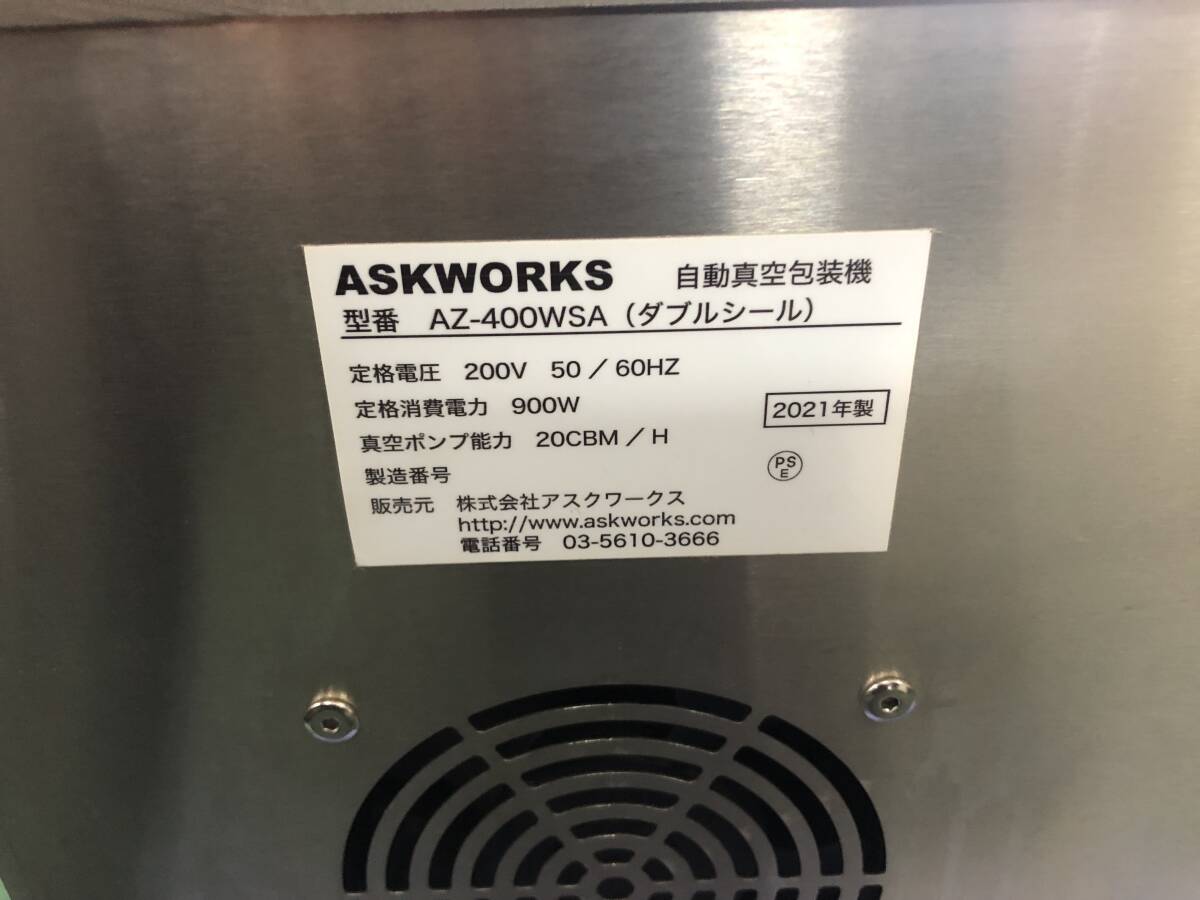 ASKWORKS 自動真空包装機
型番 AZ-400WSA（ダブルシール）
定格電圧 200V 50／60HZ
定格消費電力 900W
2021年製
真空ポンプ能力 20CBM／H
PS
E
製造番号
販売元 株式会社アスクワークス
http://www.askworks.com
電話番号 03-5610-3666